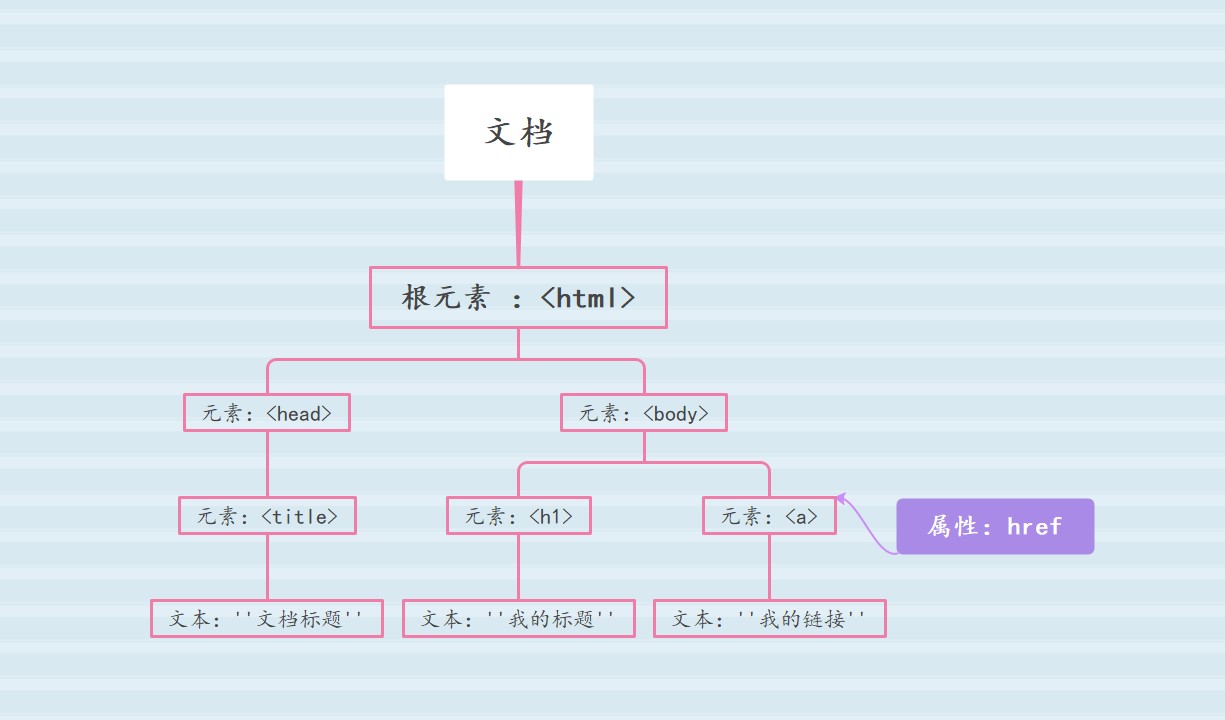 文档
根元素 ：<html>
元素：<head>
元素：<body>
元素：<title>
元素：<h1>
元素：<a>
属性：href
文本：''文档标题''
文本：''我的标题''
文本：''我的链接''